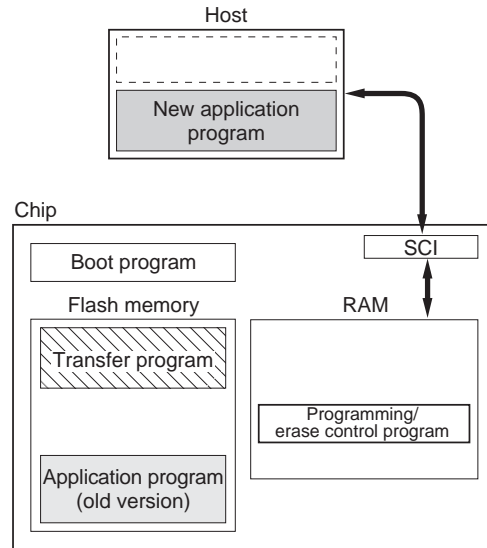 Host
New application
program
Chip
SCI
Boot program
Flash memory
RAM
Transfer program
Programming/
erase control program
Application program
(old version)